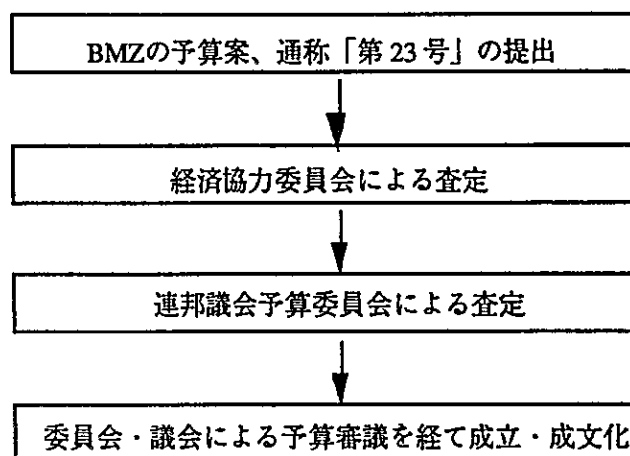 BMZの予算案、通称「第23号」の提出
経済協力委員会による査定
連邦議会予算委員会による査定
委員会・議会による予算審議を経て成立・成文化